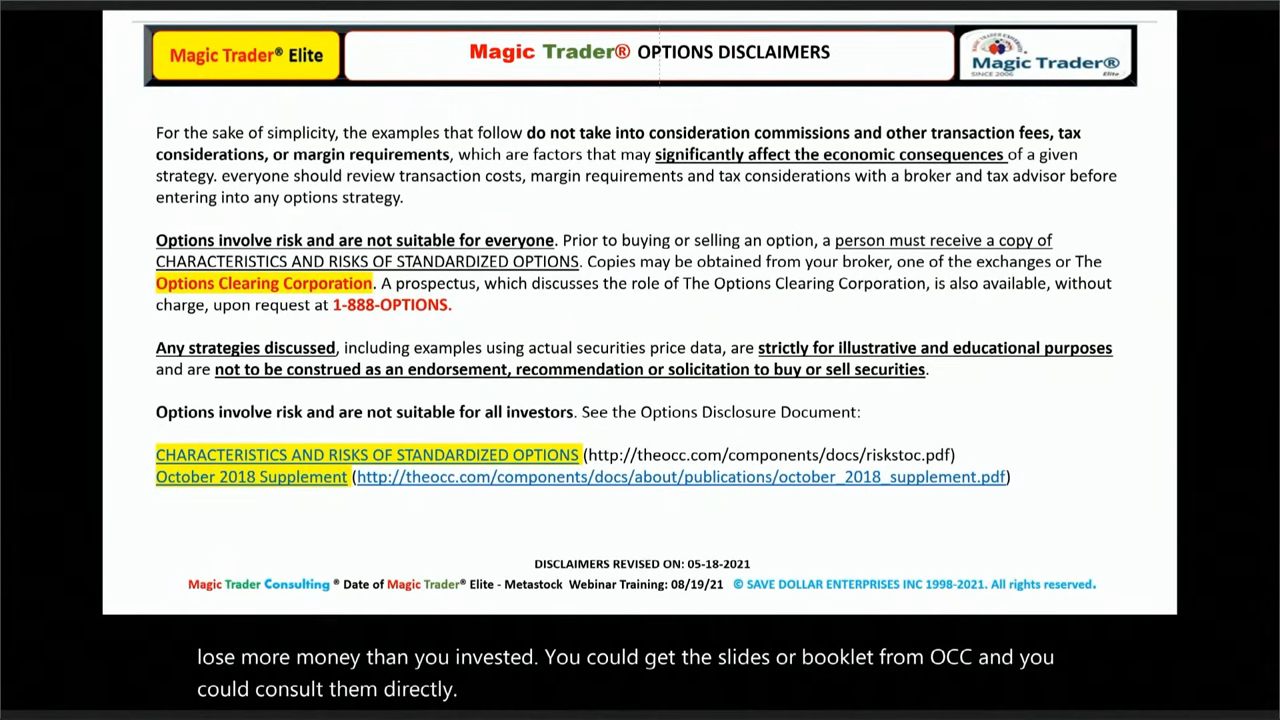 Magic Trader® Elite
Magic Trader® OPTIONS DISCLAIMERS
Magic Trader®
SINCE 2006
Elite
For the sake of simplicity, the examples that follow do not take into consideration commissions and other transaction fees, tax
considerations, or margin requirements, which are factors that may significantly affect the economic consequences of a given
strategy. everyone should review transaction costs, margin requirements and tax considerations with a broker and tax advisor before
entering into any options strategy.
Options involve risk and are not suitable for everyone. Prior to buying or selling an option, a person must receive a copy of
CHARACTERISTICS AND RISKS OF STANDARDIZED OPTIONS. Copies may be obtained from your broker, one of the exchanges or The
Options Clearing Corporation. A prospectus, which discusses the role of The Options Clearing Corporation, is also available, without
charge, upon request at 1-888-OPTIONS.
Any strategies discussed, including examples using actual securities price data, are strictly for illustrative and educational purposes
and are not to be construed as an endorsement, recommendation or solicitation to buy or sell securities.
Options involve risk and are not suitable for all investors. See the Options Disclosure Document:
CHARACTERISTICS AND RISKS OF STANDARDIZED OPTIONS (http://theocc.com/components/docs/riskstoc.pdf)
October 2018 Supplement (http://theocc.com/components/docs/about/publications/october_2018_supplement.pdf)
DISCLAIMERS REVISED ON: 05-18-2021
Magic Trader Consulting ® Date of Magic Trader® Elite - Metastock Webinar Training: 08/19/21 © SAVE DOLLAR ENTERPRISES INC 1998-2021. All rights reserved.
lose more money than you invested. You could get the slides or booklet from OCC and you
could consult them directly.